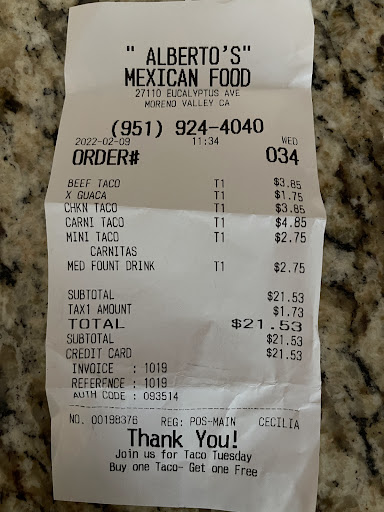 " ALBERTO'S"
MEXICAN FOOD
27110 EUCALYPTUS AVE
MORENO VALLEY CA
(951) 924-4040
2022-02-09 11:34 WED
ORDER# 034
BEEF TACO T1 $3.85
X GUACA T1 $1.75
CHKN TACO T1 $3.85
CARNI TACO T1 $4.85
MINI TACO T1 $2.75
CARNITAS
MED FOUNT DRINK T1 $2.75
SUBTOTAL $21.53
TAX1 AMOUNT $1.73
TOTAL $21.53
SUBTOTAL $21.53
CREDIT CARD $21.53
INVOICE : 1019
REFERENCE : 1019
AUTH CODE : 093514
NO. 00198376 REG: POS-MAIN CECILIA
Thank You!
Join us for Taco Tuesday
Buy one Taco- Get one Free